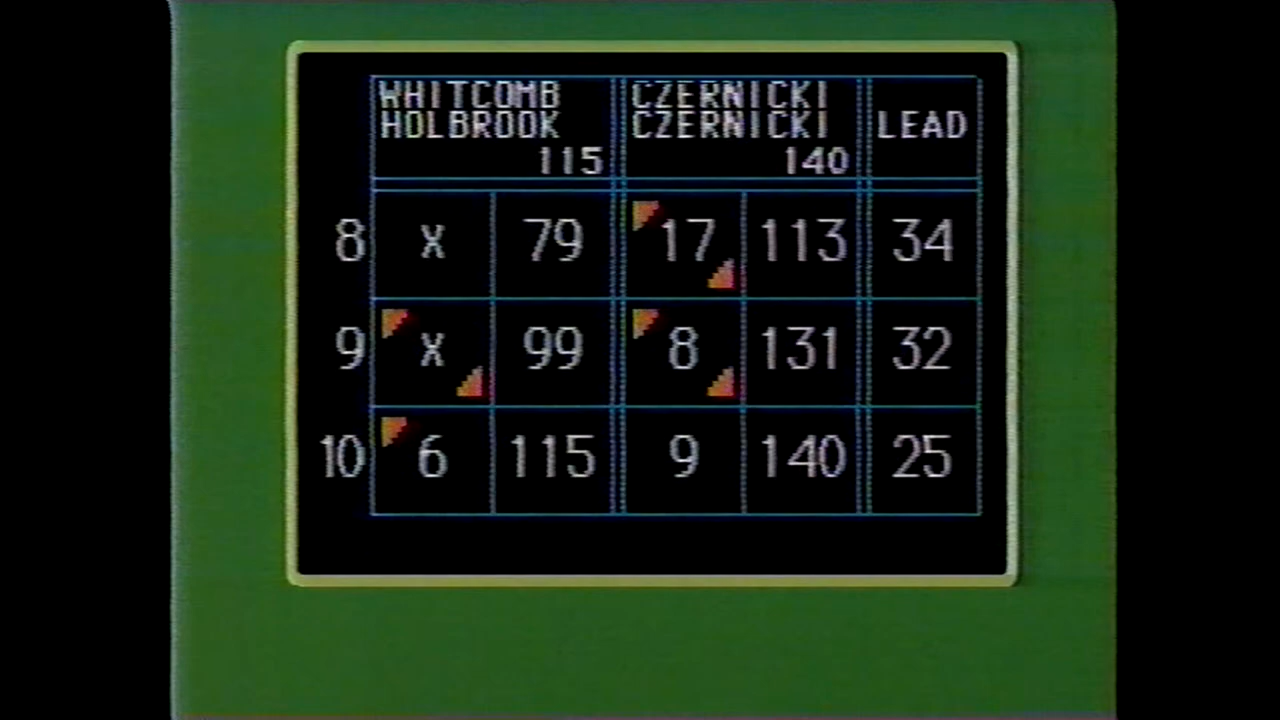 WHITCOMB CZERNICKI
HOLBROOK CZERNICKI LEAD
115 140
8 X 79 17 113 34
9 X 99 8 131 32
10 6 115 9 140 25